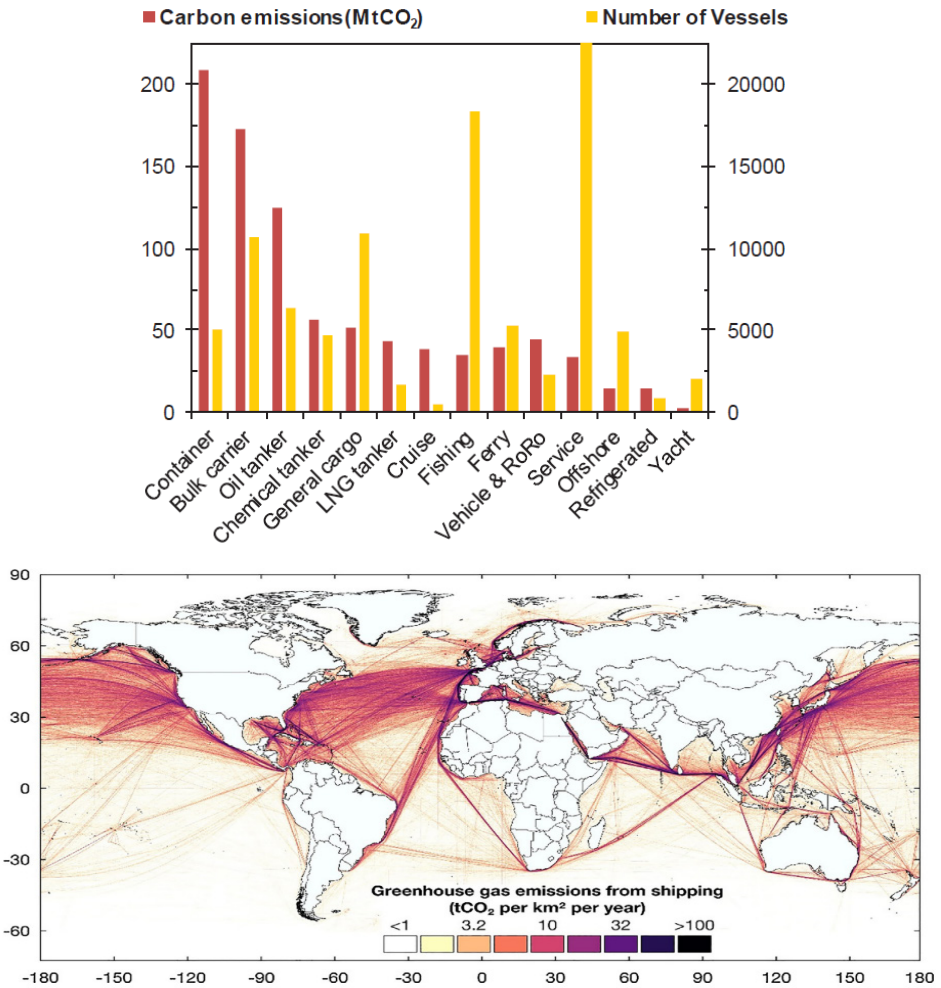 Carbon emissions(MtCO₂) Number of Vessels
200 20000
150 15000
100 10000
50 5000
0 0
Container
Bulk carrier
Oil tanker
Chemical tanker
General cargo
LNG tanker
Cruise
Fishing
Ferry
Vehicle & RoRo
Service
Offshore
Refrigerated
Yacht
90
60
30
0
-30
Greenhouse gas emissions from shipping
(tCO₂ per km² per year)
<1 3.2 10 32 >100
-60
-180 -150 -120 -90 -60 -30 0 30 60 90 120 150 180